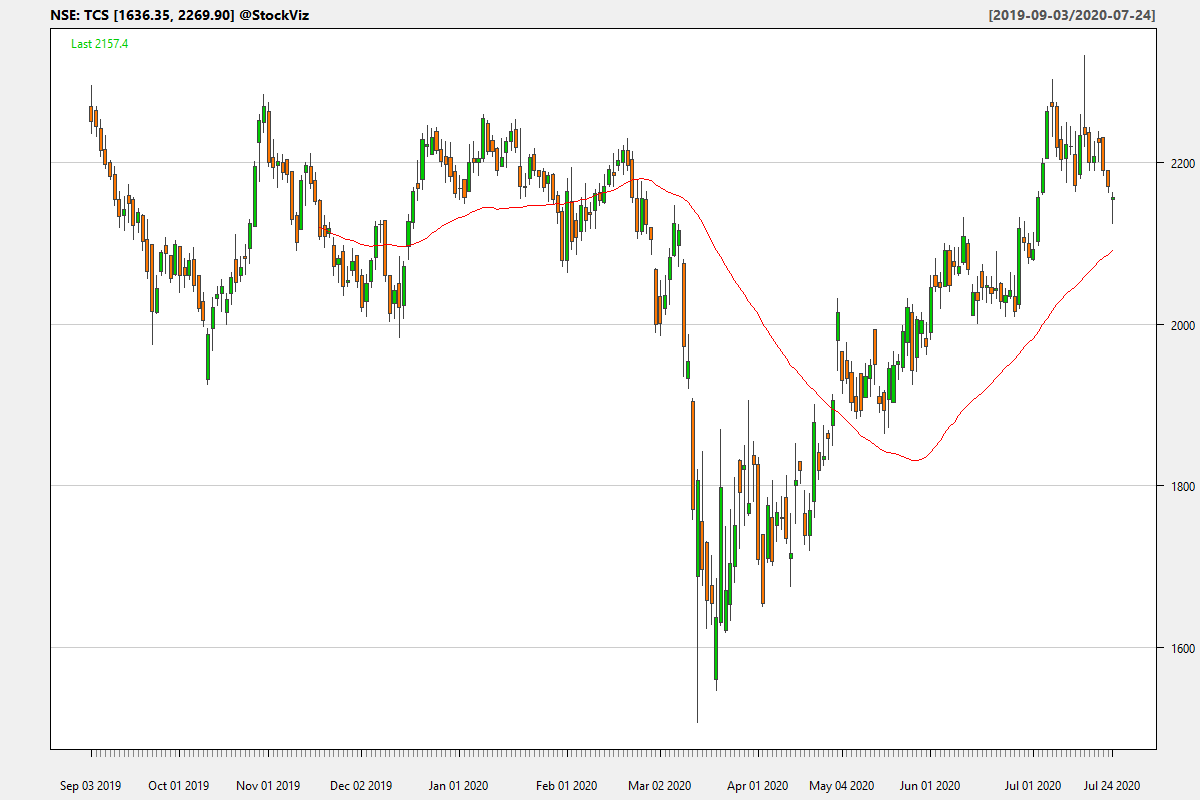 NSE: TCS [1636.35, 2269.90] @StockViz [2019-09-03/2020-07-24]
Last 2157.4
2200
2000
1800
1600
Sep 03 2019 Oct 01 2019 Nov 01 2019 Dec 02 2019 Jan 01 2020 Feb 01 2020 Mar 02 2020 Apr 01 2020 May 04 2020 Jun 01 2020 Jul 01 2020 Jul 24 2020